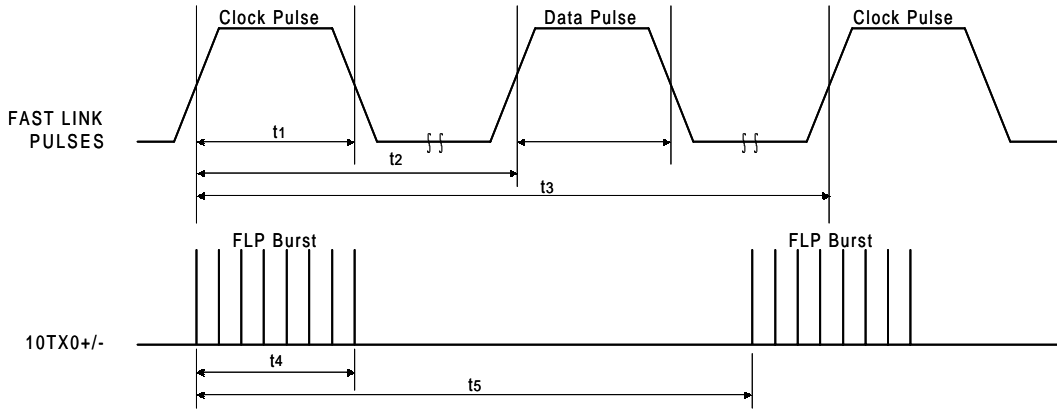 Clock Pulse Data Pulse Clock Pulse
FAST LINK
PULSES
t1
t2
t3
FLP Burst FLP Burst
10TX0+/-
t4
t5